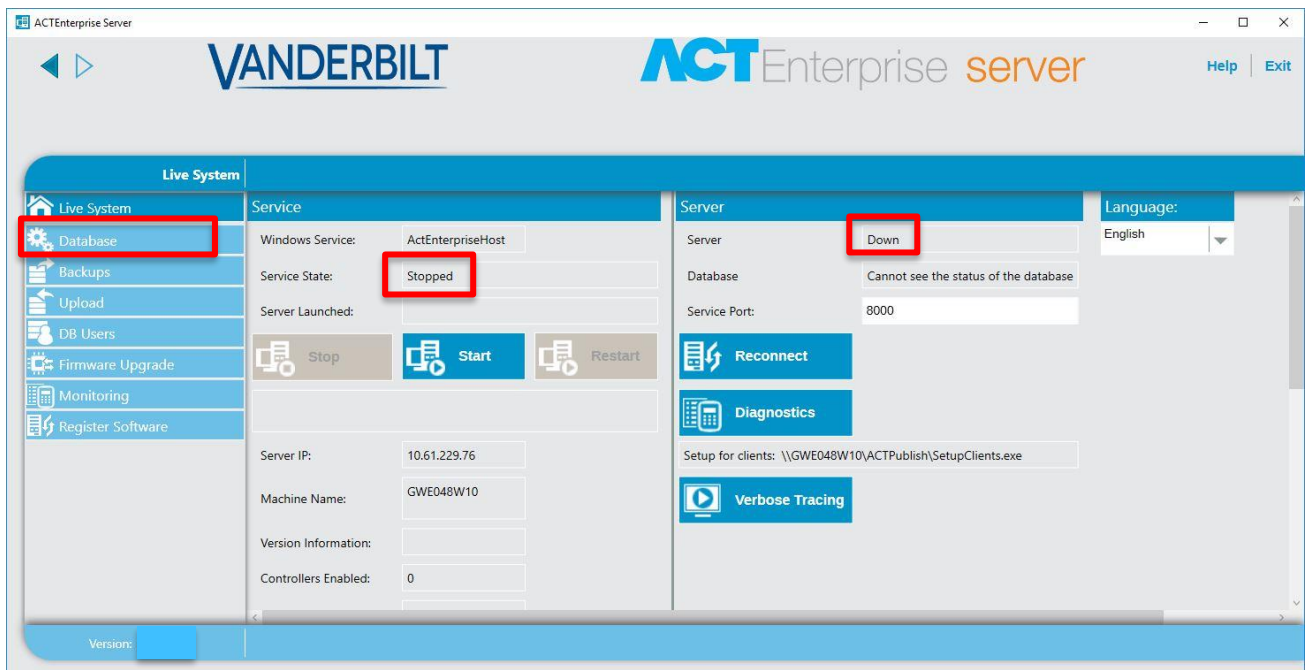 ACTEnterprise Server
VANDERBILT
ACTEnterprise server
Help
Exit
Live System
Live System
Database
Backups
Upload
DB Users
Firmware Upgrade
Monitoring
Register Software
Service
Windows Service: ActEnterpriseHost
Service State: Stopped
Server Launched:
Stop Start Restart
Server IP: 10.61.229.76
Machine Name: GWE048W10
Version Information:
Controllers Enabled: 0
Server
Server Down
Database Cannot see the status of the database
Service Port: 8000
Reconnect
Diagnostics
Setup for clients: \\GWE048W10\ACTPublish\SetupClients.exe
Verbose Tracing
Language:
English
Version: